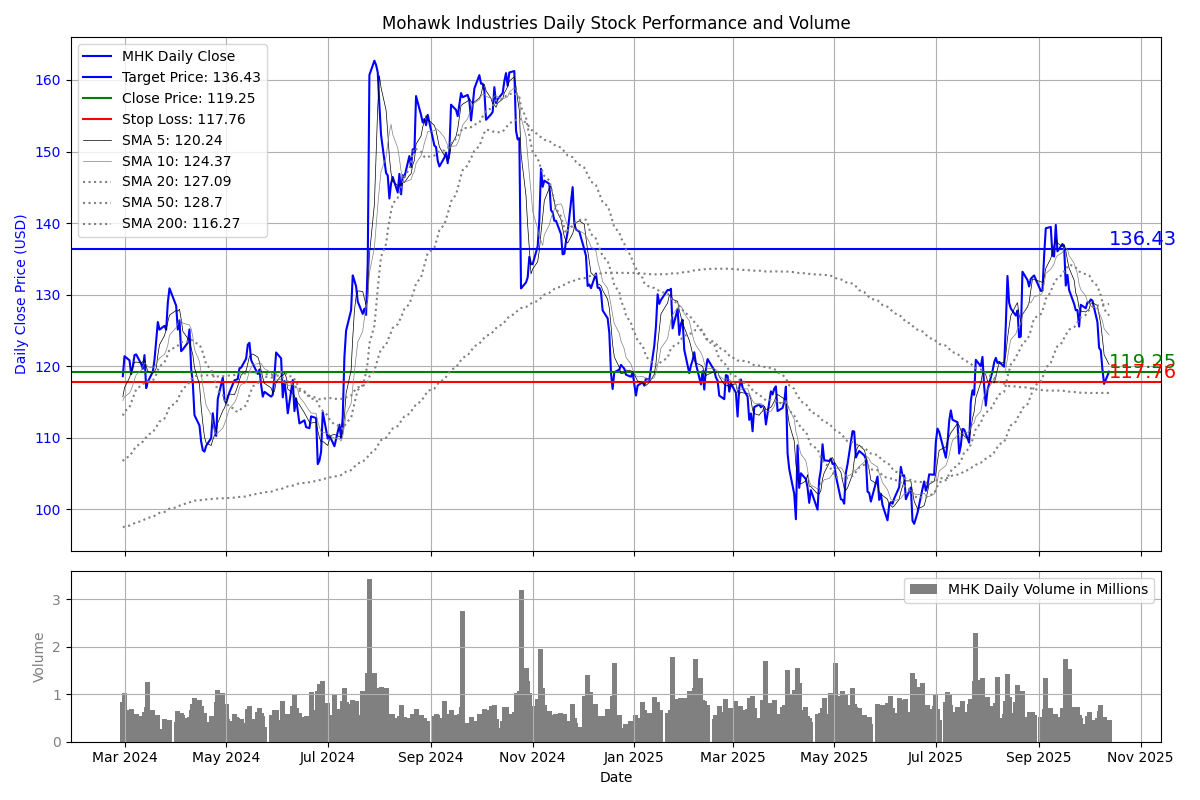 Mohawk Industries Daily Stock Performance and Volume
MHK Daily Close
Target Price: 136.43
Close Price: 119.25
Stop Loss: 117.76
SMA 5: 120.24
SMA 10: 124.37
SMA 20: 127.09
SMA 50: 128.7
SMA 200: 116.27
160
150
140
130
120
110
100
Daily Close Price (USD)
136.43
119.25
117.76
MHK Daily Volume in Millions
3
2
1
0
Volume
Mar 2024 May 2024 Jul 2024 Sep 2024 Nov 2024 Jan 2025 Mar 2025 May 2025 Jul 2025 Sep 2025 Nov 2025
Date